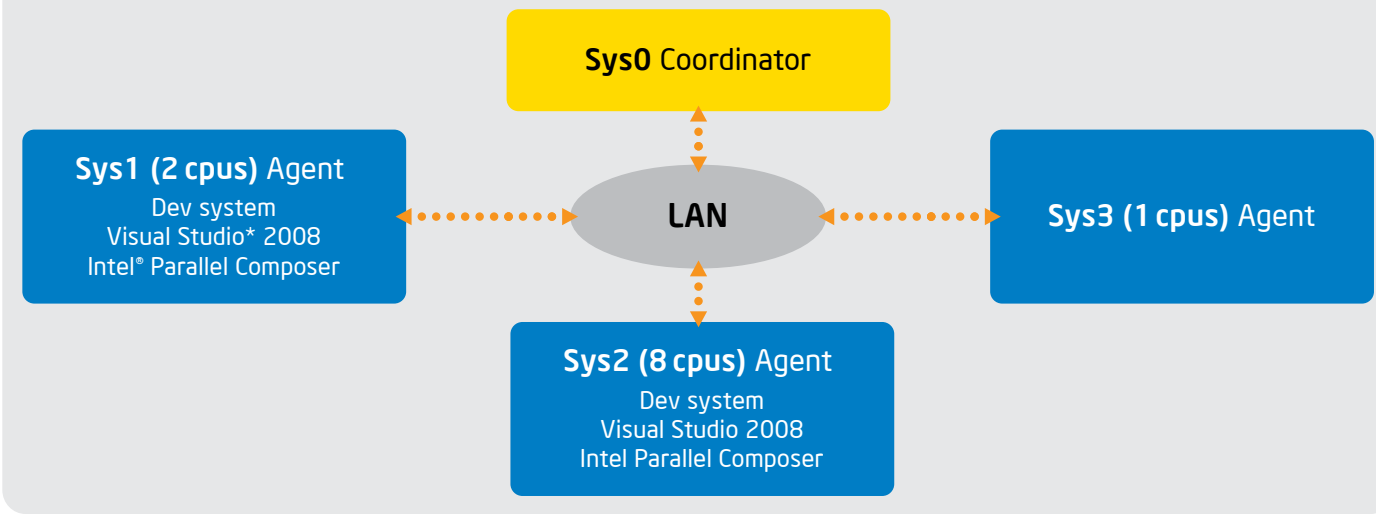 Sys0 Coordinator
Sys1 (2 cpus) Agent
Dev system
Visual Studio* 2008
Intel® Parallel Composer
LAN
Sys3 (1 cpus) Agent
Sys2 (8 cpus) Agent
Dev system
Visual Studio 2008
Intel Parallel Composer